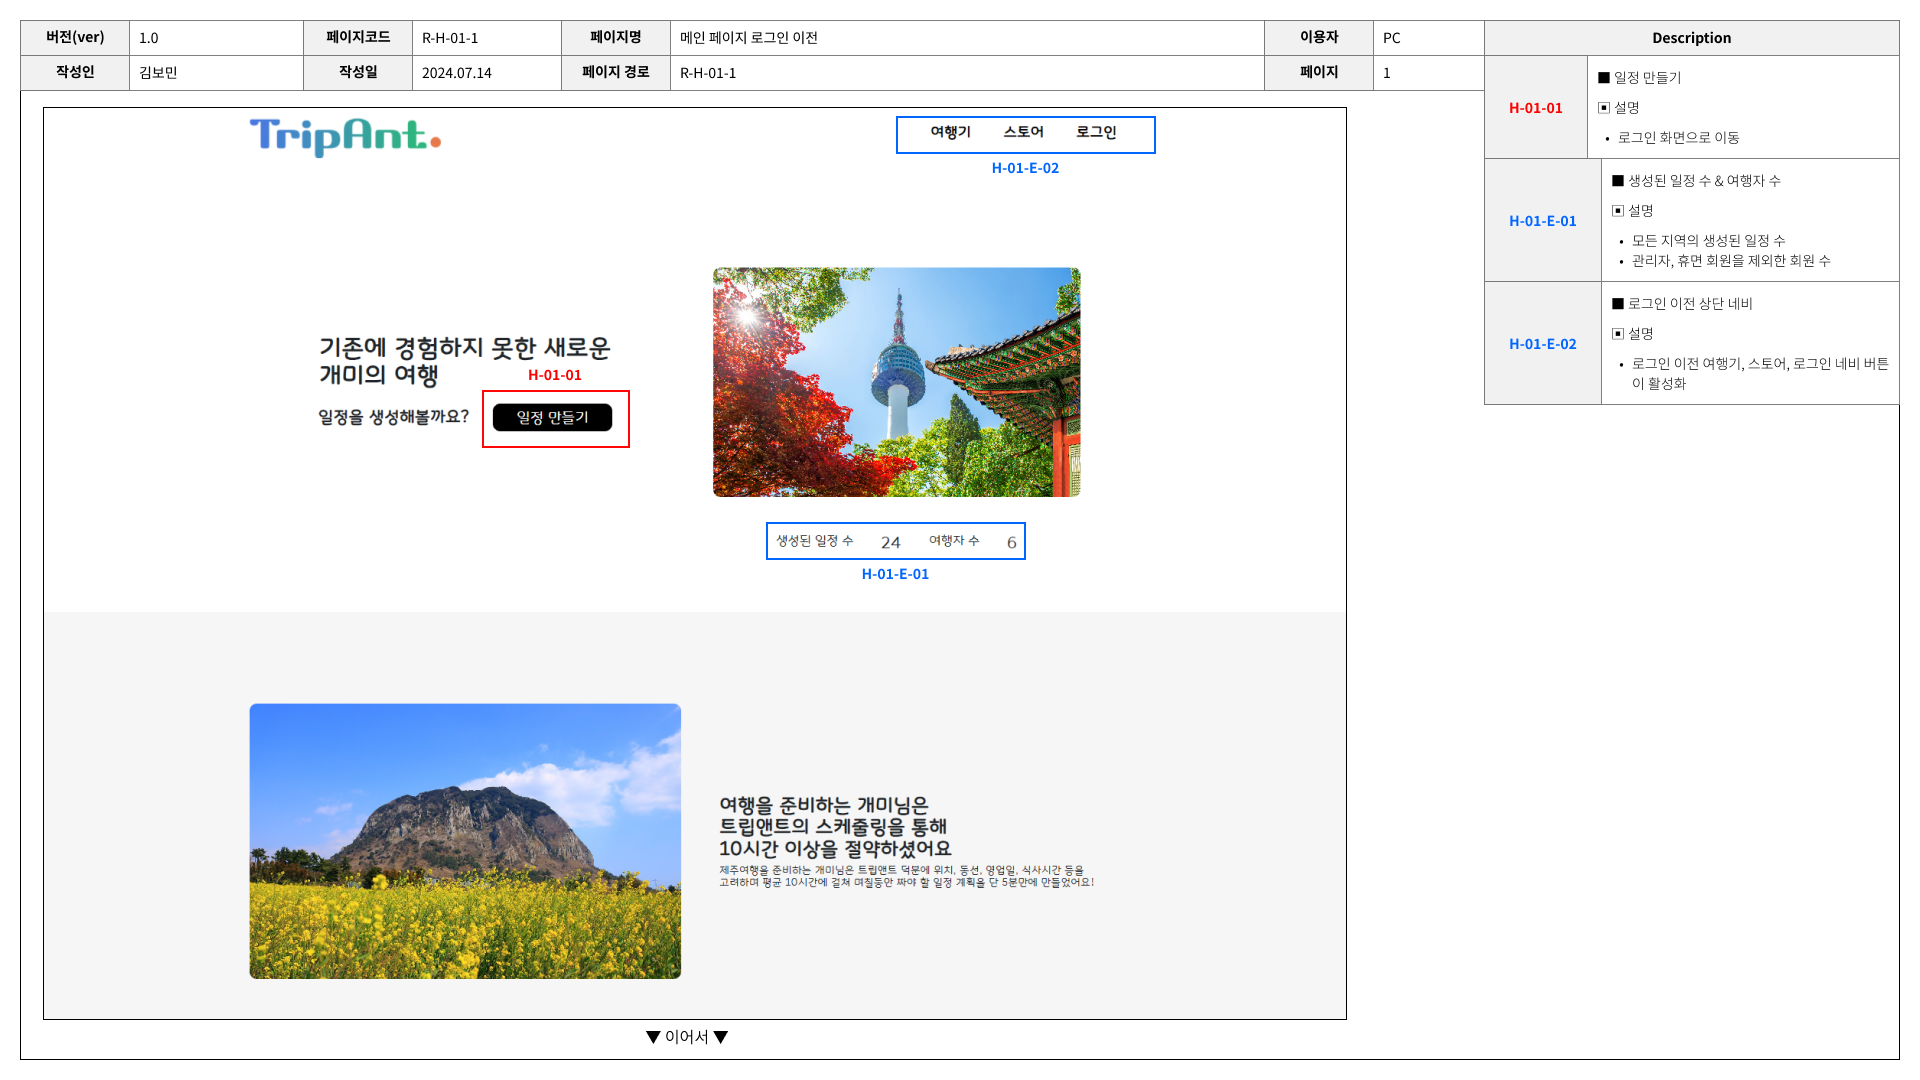 버전(ver) 1.0 페이지코드 R-H-01-1 페이지명 메인 페이지 로그인 이전 이용자 PC Description
작성인 김보민 작성일 2024.07.14 페이지 경로 R-H-01-1 페이지 1
TripAnt.
여행기 스토어 로그인
H-01-E-02
기존에 경험하지 못한 새로운
개미의 여행
H-01-01
일정을 생성해볼까요? 일정 만들기
생성된 일정 수 24 여행자 수 6
H-01-E-01
여행을 준비하는 개미님은
트립앤트의 스케줄링을 통해
10시간 이상을 절약하셨어요
제주여행을 준비하는 개미님은 트립앤트 덕분에 위치, 동선, 영업일, 식사시간 등을
고려하며 평균 10시간에 걸쳐 며칠동안 짜야 할 일정 계획을 단 5분만에 만들었어요!
▼ 이어서 ▼
H-01-01
■ 일정 만들기
▣ 설명
• 로그인 화면으로 이동
H-01-E-01
■ 생성된 일정 수 & 여행자 수
▣ 설명
• 모든 지역의 생성된 일정 수
• 관리자, 휴면 회원을 제외한 회원 수
H-01-E-02
■ 로그인 이전 상단 네비
▣ 설명
• 로그인 이전 여행기, 스토어, 로그인 네비 버튼
이 활성화